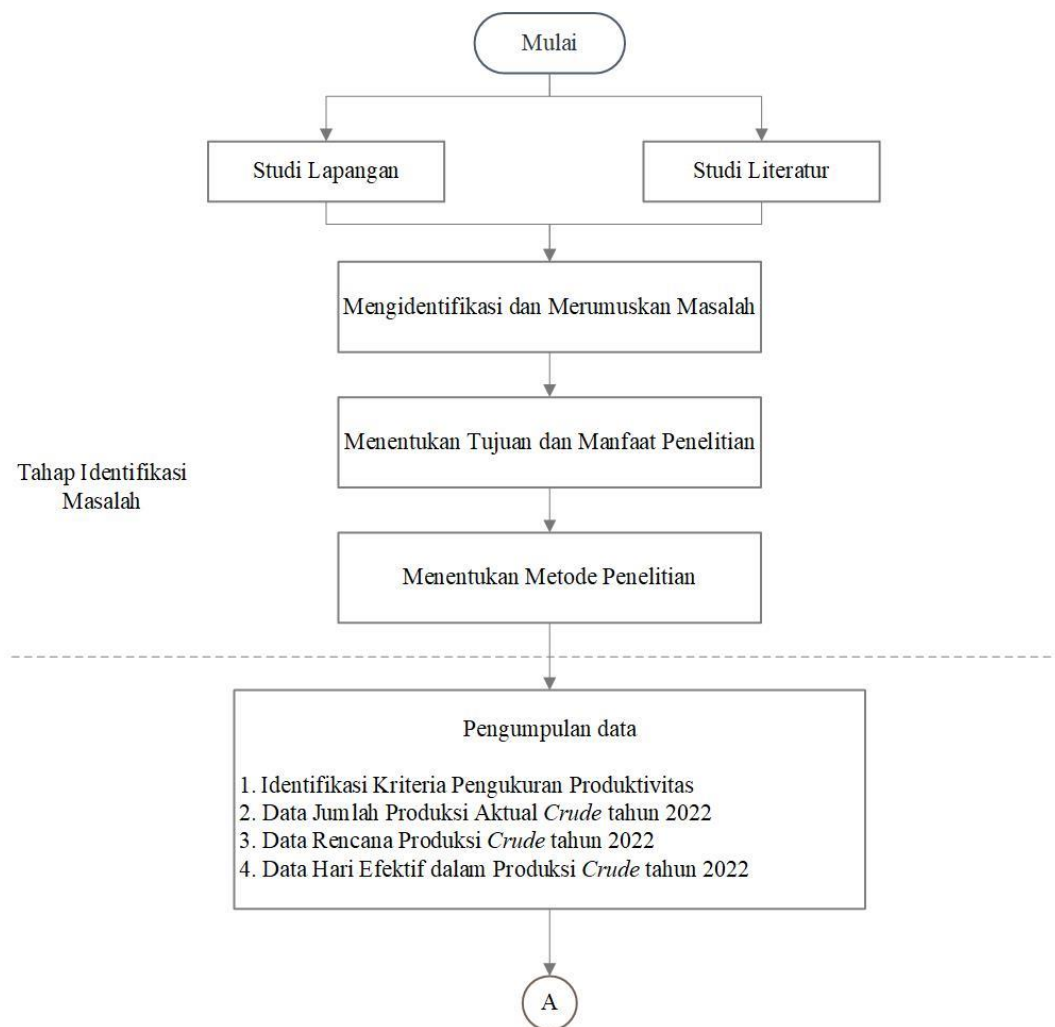 Mulai
Studi Lapangan
Studi Literatur
Mengidentifikasi dan Merumuskan Masalah
Menentukan Tujuan dan Manfaat Penelitian
Tahap Identifikasi
Masalah
Menentukan Metode Penelitian
Pengumpulan data
1. Identifikasi Kriteria Pengukuran Produktivitas
2. Data Jumlah Produksi Aktual Crude tahun 2022
3. Data Rencana Produksi Crude tahun 2022
4. Data Hari Efektif dalam Produksi Crude tahun 2022
A